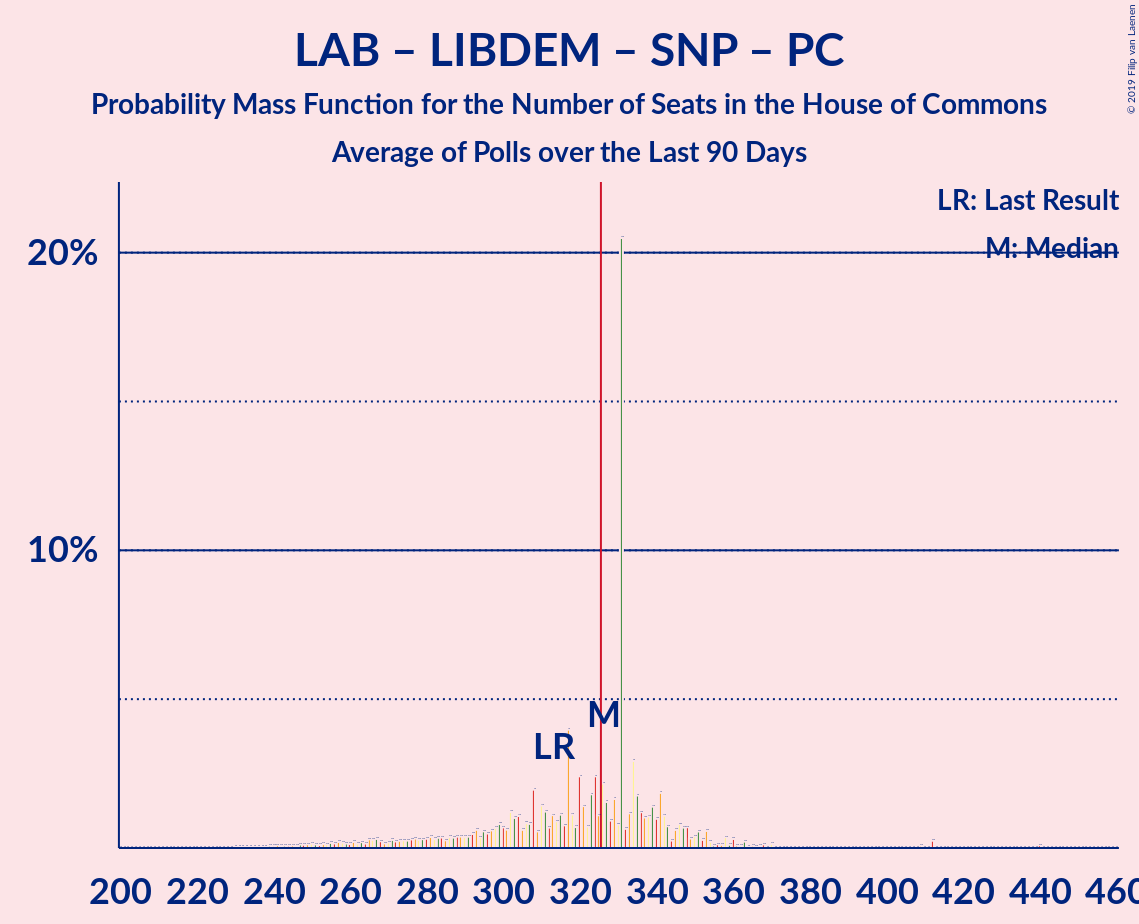 LAB – LIBDEM – SNP – PC
Probability Mass Function for the Number of Seats in the House of Commons
Average of Polls over the Last 90 Days
© 2019 Filip van Laenen
LR: Last Result
M: Median
20%
10%
M
LR
200 220 240 260 280 300 320 340 360 380 400 420 440 460